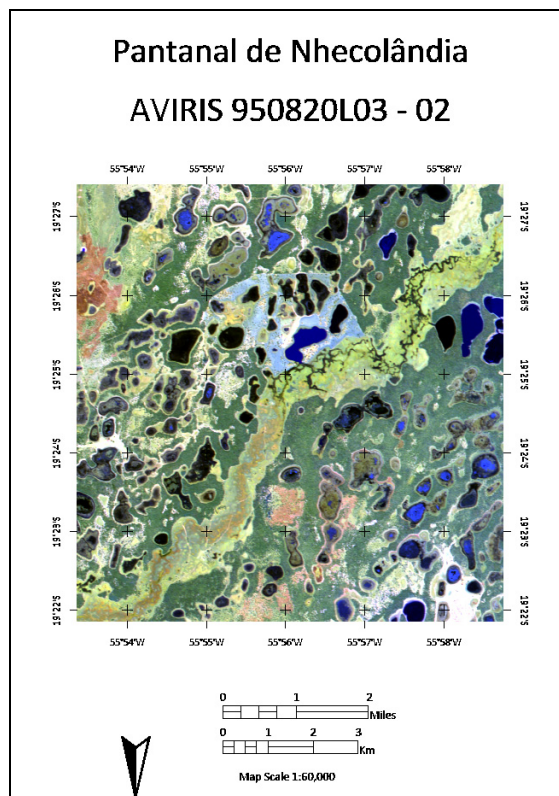 Pantanal de Nhecolândia
AVIRIS 950820L03 - 02
55°54'W 55°55'W 55°56'W 55°57'W 55°58'W
19°27'S 19°27'S
19°26'S 19°26'S
19°25'S 19°25'S
19°24'S 19°24'S
19°23'S 19°23'S
19°22'S 19°22'S
55°54'W 55°55'W 55°56'W 55°57'W 55°58'W
0 1 2
Miles
0 1 2 3
Km
Map Scale 1:60,000